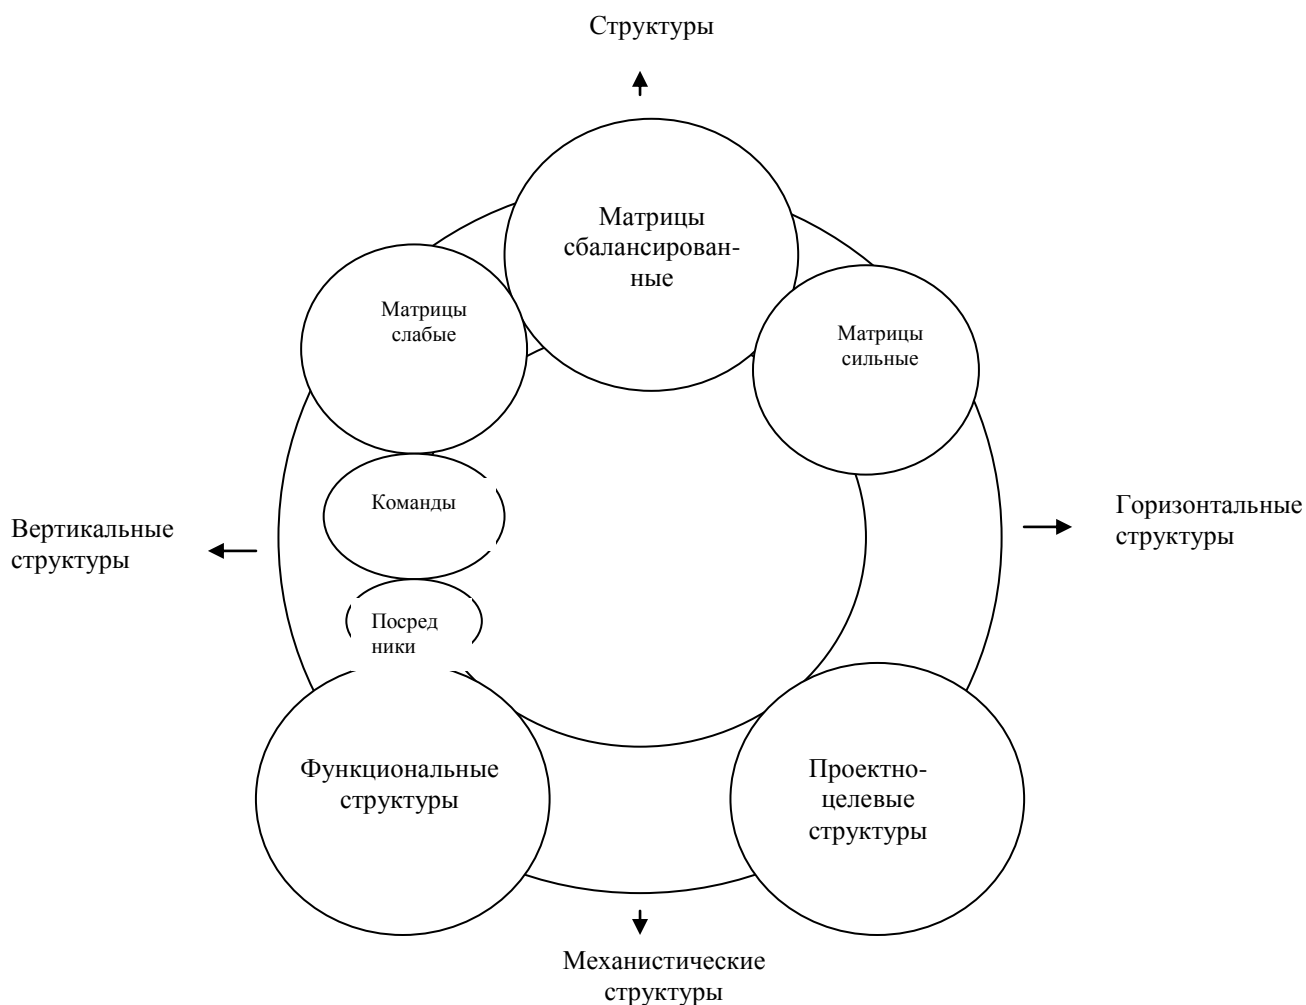 Структуры
Матрицы
сбалансирован-
ные
Матрицы
слабые
Матрицы
сильные
Команды
Вертикальные
структуры
Горизонтальные
структуры
Посред
ники
Функциональные
структуры
Проектно-
целевые
структуры
Механистические
структуры